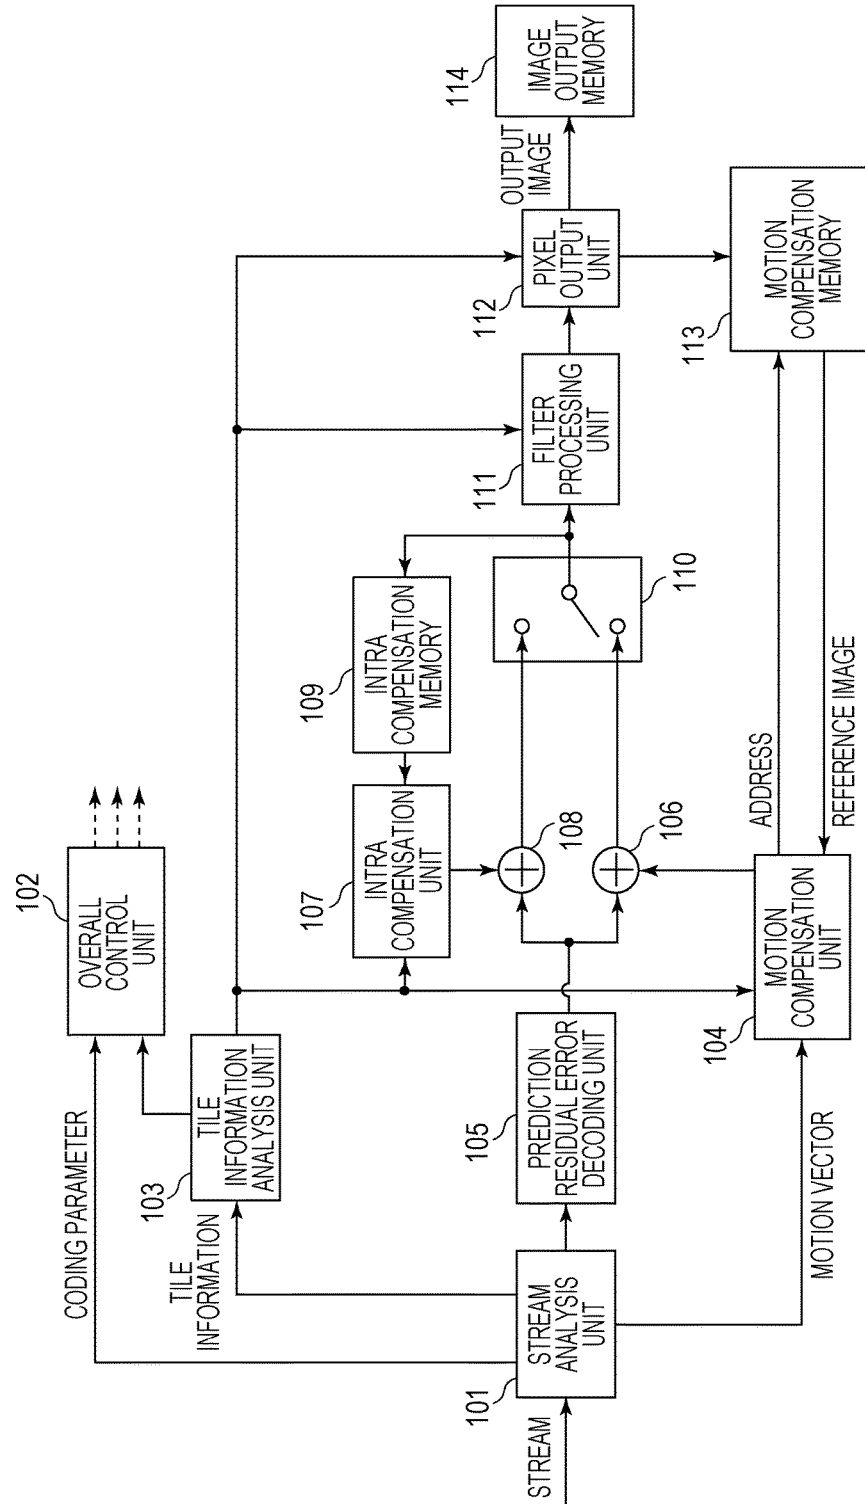 STREAM
101
STREAM
ANALYSIS
UNIT
CODING PARAMETER
TILE
INFORMATION
MOTION VECTOR
103
TILE
INFORMATION
ANALYSIS UNIT
102
OVERALL
CONTROL
UNIT
105
PREDICTION
RESIDUAL ERROR
DECODING UNIT
104
MOTION
COMPENSATION
UNIT
107
INTRA
COMPENSATION
UNIT
108
106
109
INTRA
COMPENSATION
MEMORY
110
ADDRESS
REFERENCE IMAGE
111
FILTER
PROCESSING
UNIT
112
PIXEL
OUTPUT
UNIT
113
MOTION
COMPENSATION
MEMORY
OUTPUT
IMAGE
114
IMAGE
OUTPUT
MEMORY